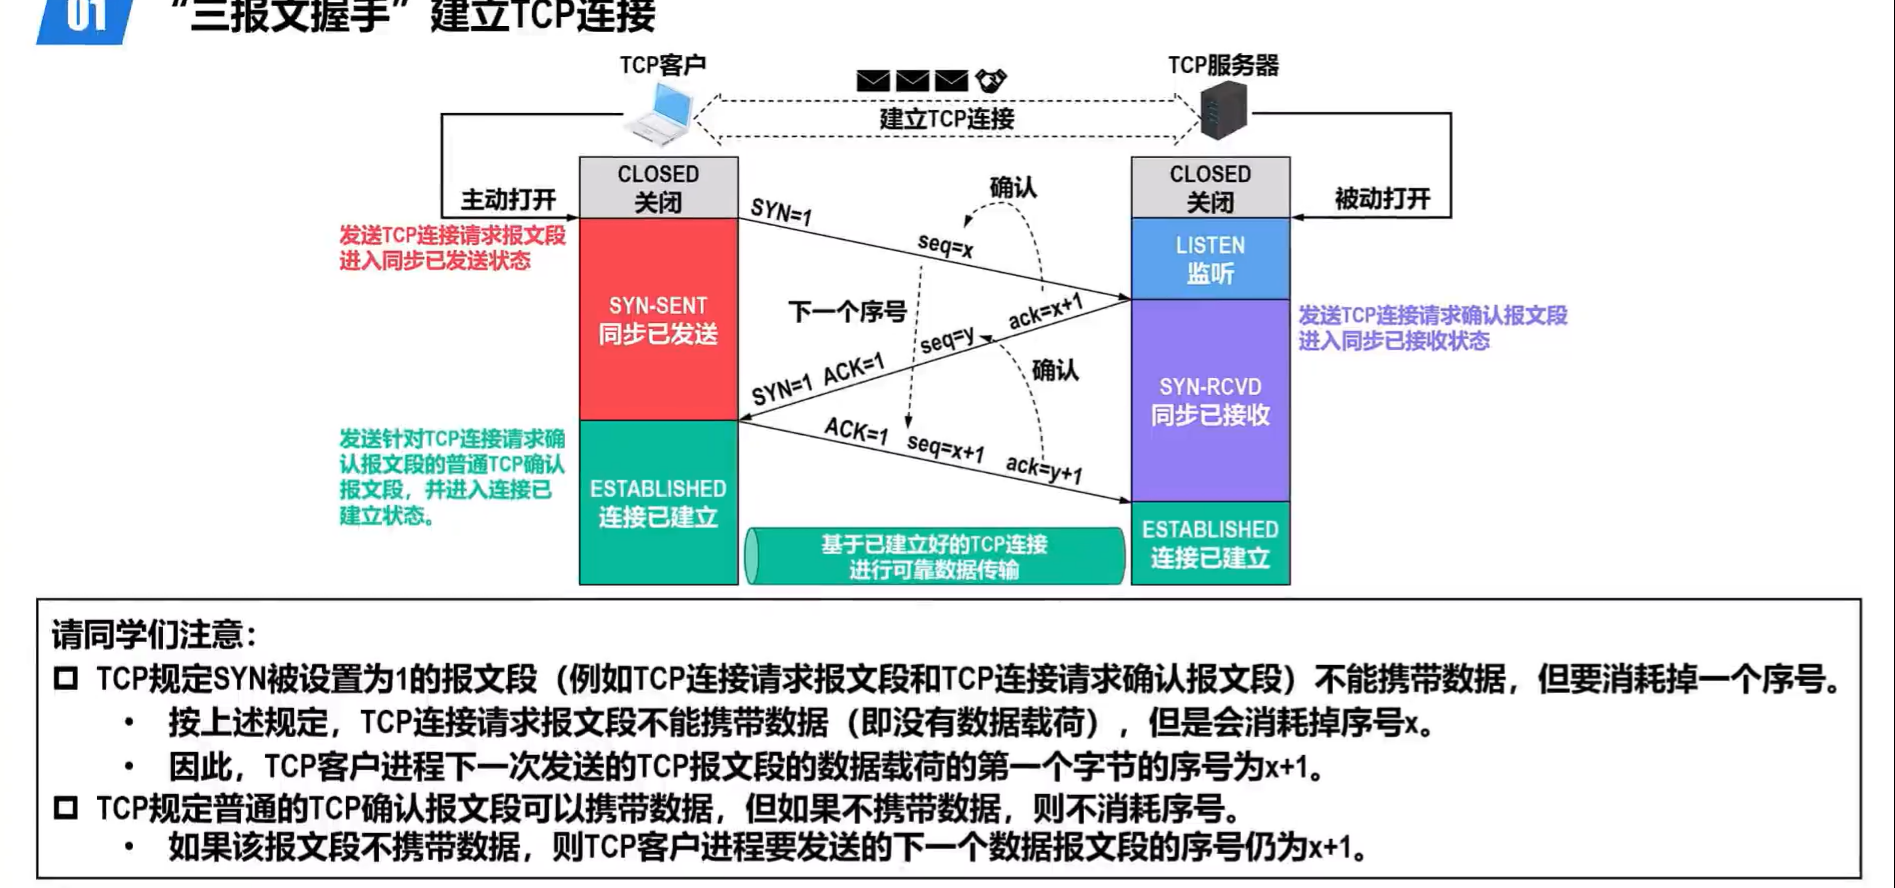 01 “三报文握手”建立TCP连接
TCP客户
TCP服务器
建立TCP连接
主动打开
被动打开
CLOSED
关闭
CLOSED
关闭
发送TCP连接请求报文段
进入同步已发送状态
SYN=1
seq=x
确认
LISTEN
监听
SYN-SENT
同步已发送
下一个序号
ack=x+1
seq=y
SYN=1 ACK=1
确认
发送TCP连接请求确认报文段
进入同步已接收状态
SYN-RCVD
同步已接收
ACK=1
seq=x+1
ack=y+1
发送针对TCP连接请求确
认报文段的普通TCP确认
报文段，并进入连接已
建立状态。
ESTABLISHED
连接已建立
ESTABLISHED
连接已建立
基于已建立好的TCP连接
进行可靠数据传输
请同学们注意：
TCP规定SYN被设置为1的报文段（例如TCP连接请求报文段和TCP连接请求确认报文段）不能携带数据，但要消耗掉一个序号。
• 按上述规定，TCP连接请求报文段不能携带数据（即没有数据载荷），但是会消耗掉序号x。
• 因此，TCP客户进程下一次发送的TCP报文段的数据载荷的第一个字节的序号为x+1。
TCP规定普通的TCP确认报文段可以携带数据，但如果不携带数据，则不消耗序号。
• 如果该报文段不携带数据，则TCP客户进程要发送的下一个数据报文段的序号仍为x+1。